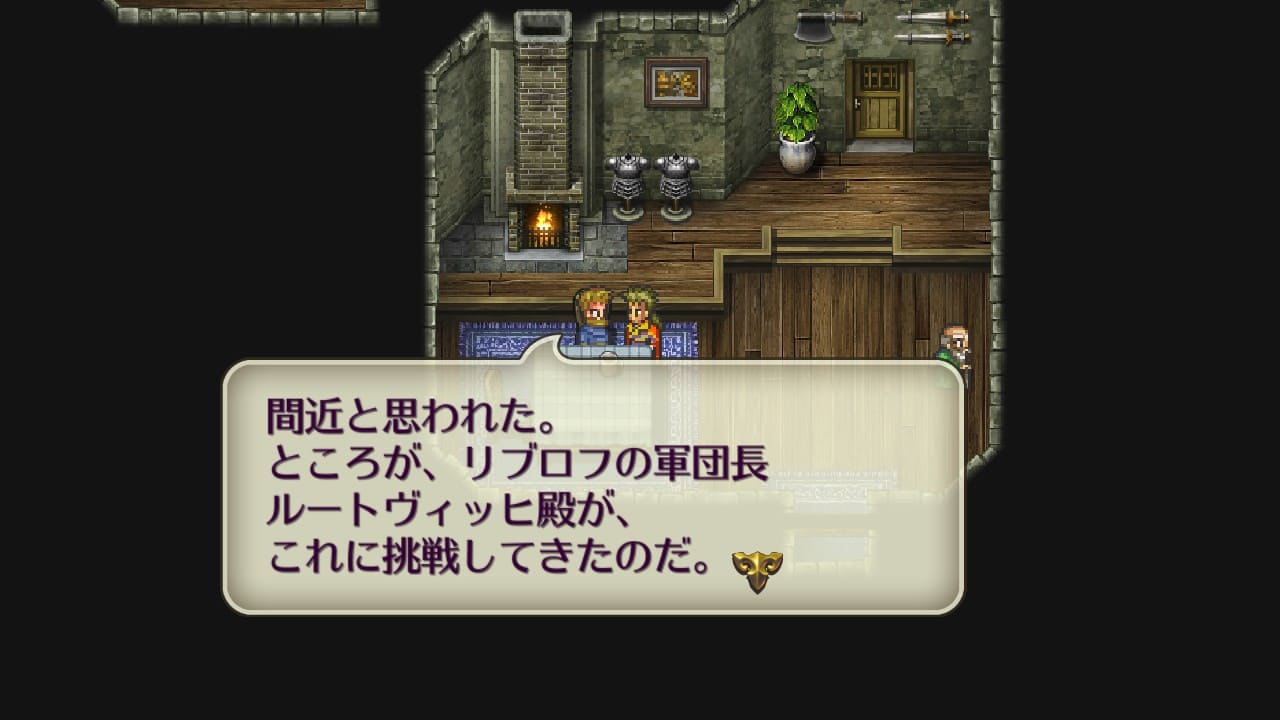 間近と思われた。
ところが、リブロフの軍団長
ルートヴィッヒ殿が、
これに挑戦してきたのだ。